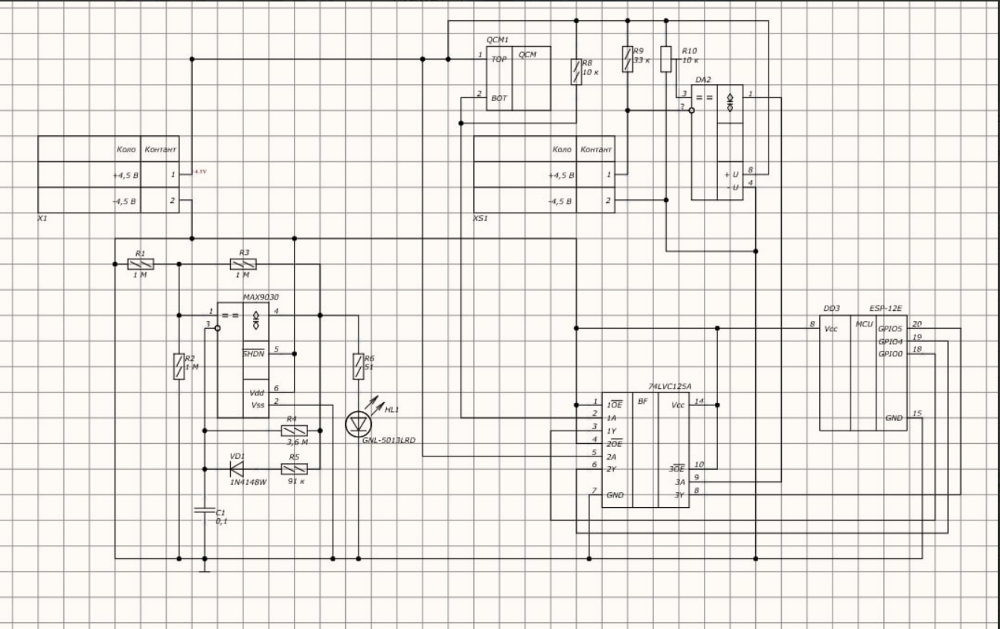 QCM1
1 TOP QCM
2 BOT
R8
10 к
R9
33 к
R10
10 к
DA2
3 = = 1
2
+ U 8
- U 4
Коло Контакт
+4,5 В 1
-4,5 В 2
X1
Коло Контакт
+4,5 В 1
-4,5 В 2
XS1
R1
1 М
R3
1 М
MAX9030
1 = = 4
3
SHDN 5
Vdd 6
Vss 2
R2
1 М
R6
51
HL1
GNL-5013LRD
R4
3,6 М
VD1
1N4148W
R5
91 к
C1
0,1
DD3 ESP-12E
8 Vcc MCU GPIO5 20
GPIO4 19
GPIO0 18
GND 15
74LVC125A
1 1OE BF Vcc 14
2 1A
3 1Y
4 2OE
5 2A
6 2Y 3OE 10
3A 9
7 GND 3Y 8